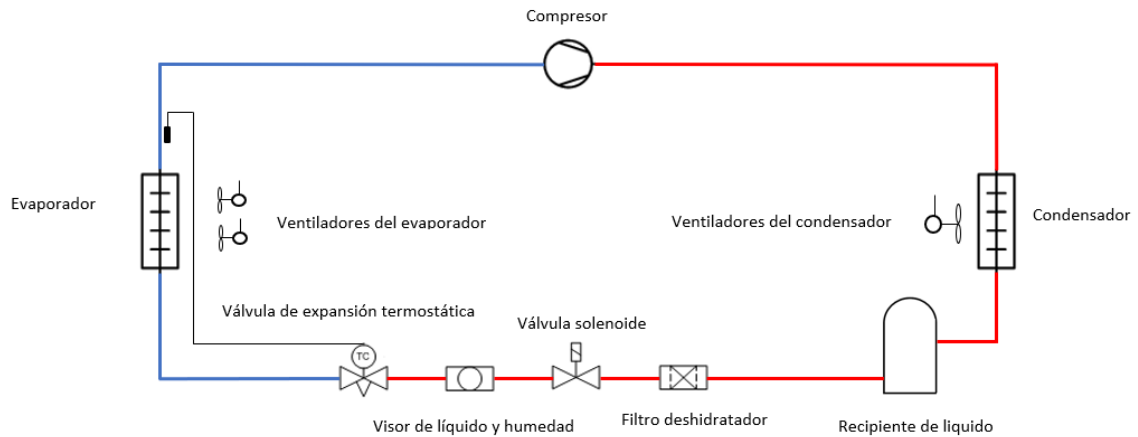 Compresor
Evaporador
Ventiladores del evaporador
Ventiladores del condensador
Condensador
Válvula de expansión termostática
Válvula solenoide
TC
Visor de líquido y humedad
Filtro deshidratador
Recipiente de liquido